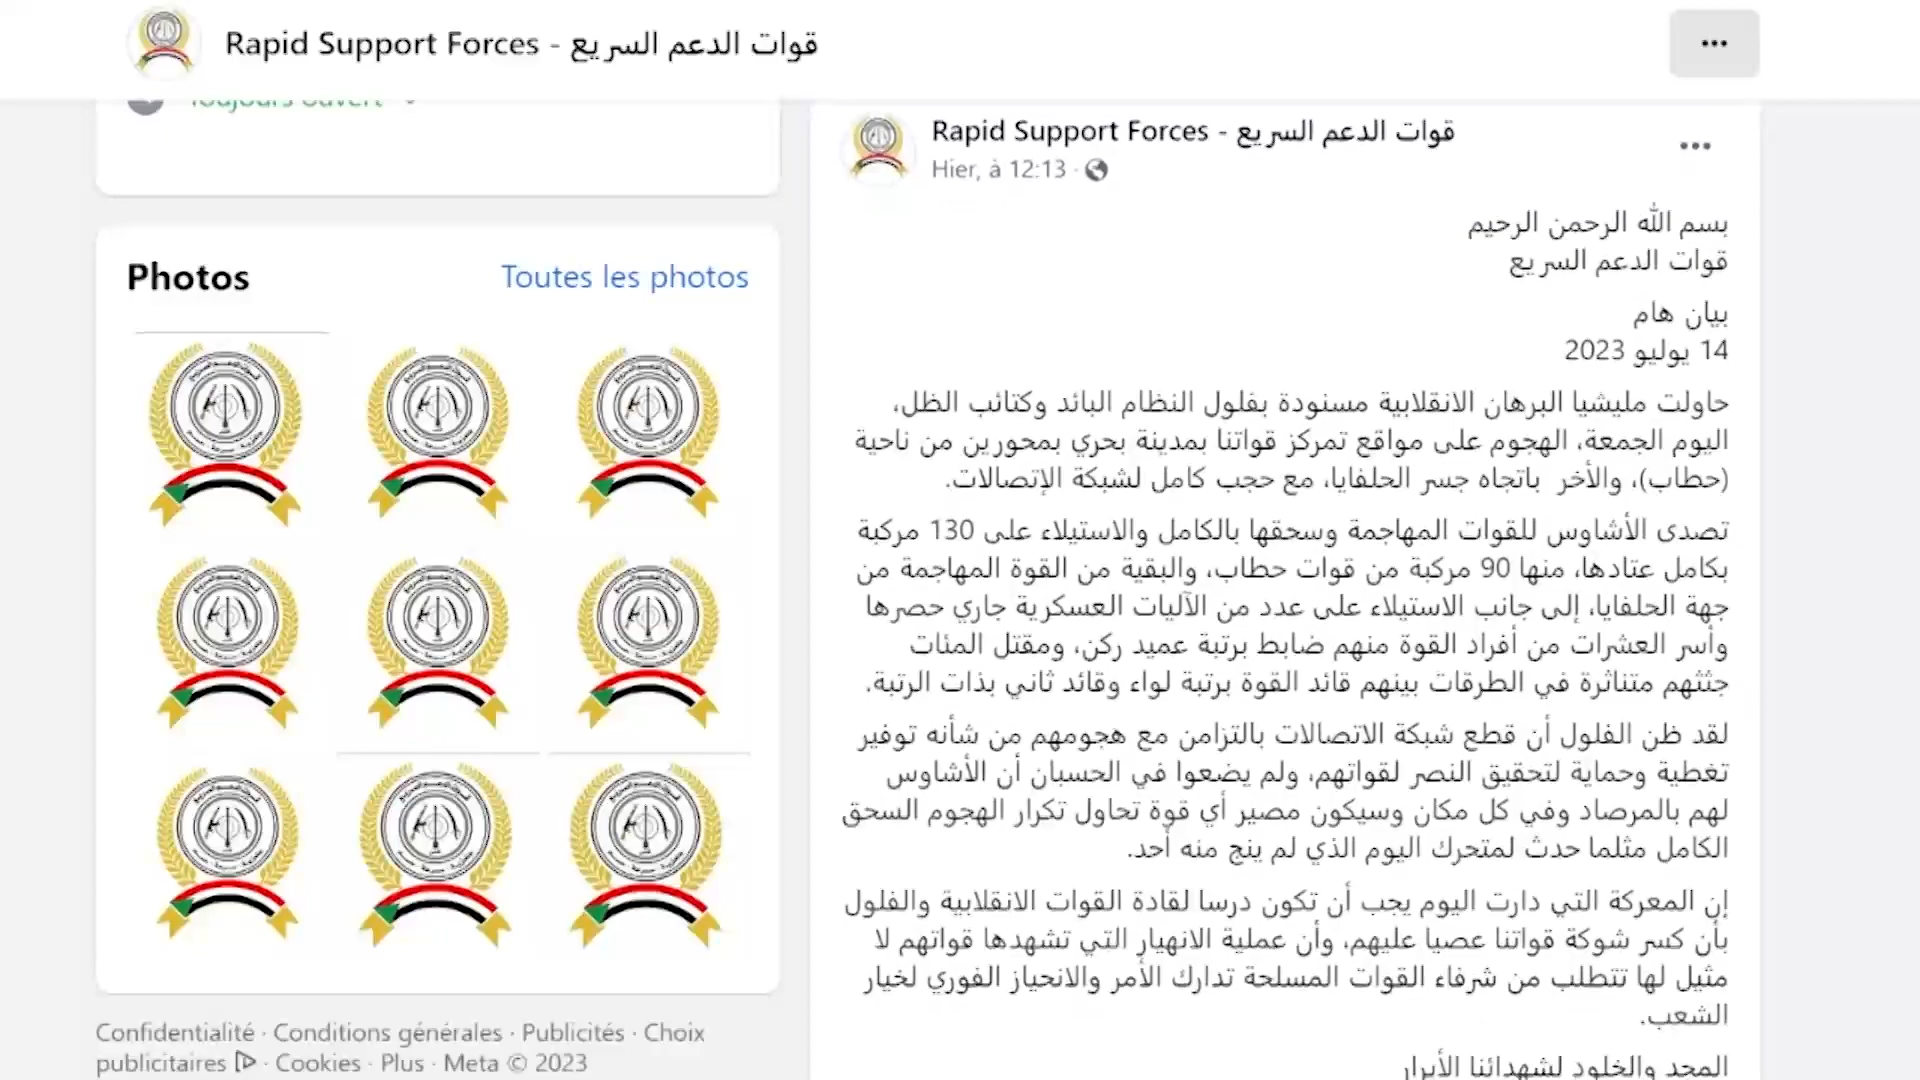 Rapid Support Forces - قوات الدعم السريع
Toujours ouvert
Photos
Toutes les photos
Confidentialité · Conditions générales · Publicités · Choix
publicitaires · Cookies · Plus · Meta © 2023
Rapid Support Forces - قوات الدعم السريع
Hier, à 12:13 ·
بسم الله الرحمن الرحيم
قوات الدعم السريع
بيان هام
14 يوليو 2023
حاولت مليشيا البرهان الانقلابية مسنودة بفلول النظام البائد وكتائب الظل،
اليوم الجمعة، الهجوم على مواقع تمركز قواتنا بمدينة بحري بمحورين من ناحية
(حطاب)، والأخر باتجاه جسر الحلفايا، مع حجب كامل لشبكة الإتصالات.
تصدى الأشاوس للقوات المهاجمة وسحقها بالكامل والاستيلاء على 130 مركبة
بكامل عتادها، منها 90 مركبة من قوات حطاب، والبقية من القوة المهاجمة من
جهة الحلفايا، إلى جانب الاستيلاء على عدد من الآليات العسكرية جاري حصرها
وأسر العشرات من أفراد القوة منهم ضابط برتبة عميد ركن، ومقتل المئات
جثثهم متناثرة في الطرقات بينهم قائد القوة برتبة لواء وقائد ثاني بذات الرتبة.
لقد ظن الفلول أن قطع شبكة الاتصالات بالتزامن مع هجومهم من شأنه توفير
تغطية وحماية لتحقيق النصر لقواتهم، ولم يضعوا في الحسبان أن الأشاوس
لهم بالمرصاد وفي كل مكان وسيكون مصير أي قوة تحاول تكرار الهجوم السحق
الكامل مثلما حدث لمتحرك اليوم الذي لم ينج منه أحد.
إن المعركة التي دارت اليوم يجب أن تكون درسا لقادة القوات الانقلابية والفلول
بأن كسر شوكة قواتنا عصيا عليهم، وأن عملية الانهيار التي تشهدها قواتهم لا
مثيل لها تتطلب من شرفاء القوات المسلحة تدارك الأمر والانحياز الفوري لخيار
الشعب.
المجد والخلود لشهدائنا الأبرار